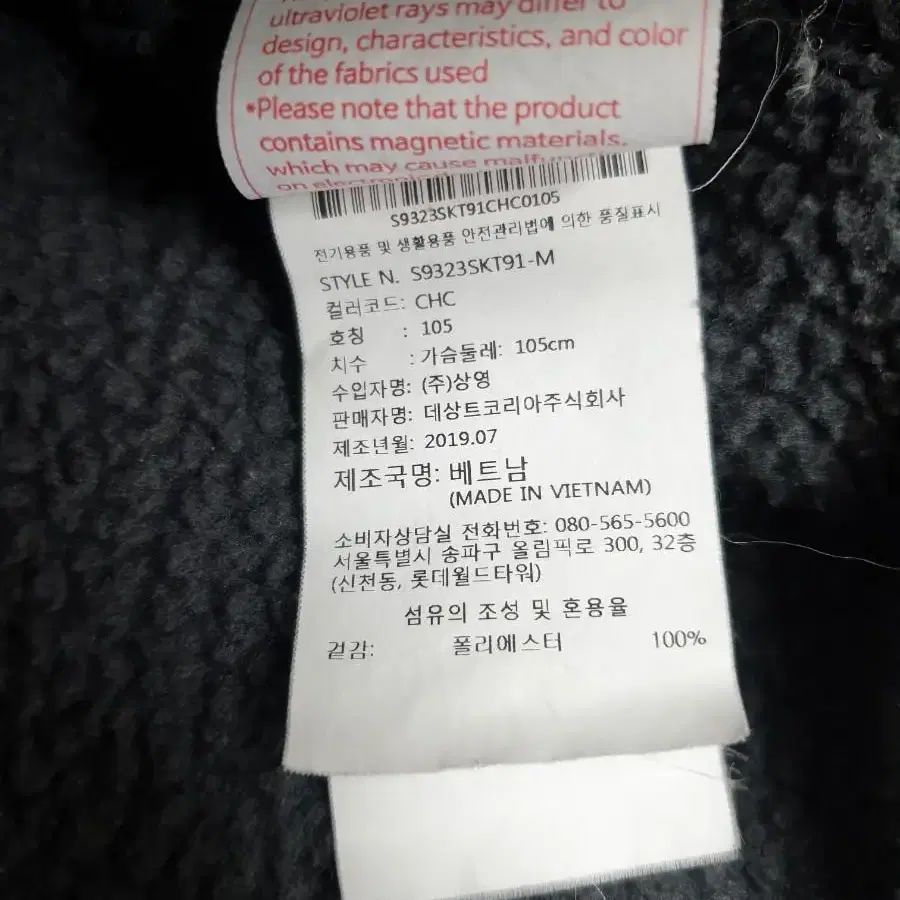 ultraviolet rays may differ to
design, characteristics, and color
of the fabrics used
*Please note that the product
contains magnetic materials,
which may cause
S9323SKT91CHC0105
전기용품 및 생활용품 안전관리법에 의한 품질표시
STYLE N. S9323SKT91-M
컬러코드: CHC
호칭 : 105
치수 : 가슴둘레: 105cm
수입자명: (주)상영
판매자명: 데상트코리아주식회사
제조년월: 2019.07
제조국명: 베트남
(MADE IN VIETNAM)
소비자상담실 전화번호: 080-565-5600
서울특별시 송파구 올림픽로 300, 32층
(신천동, 롯데월드타워)
섬유의 조성 및 혼용율
겉감: 폴리에스터 100%